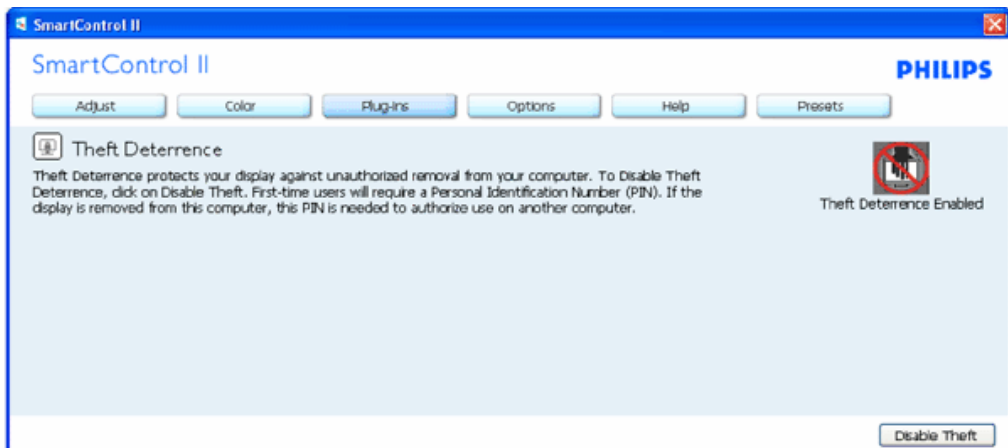 SmartControl II
SmartControl II
PHILIPS
Adjust Color Plug-Ins Options Help Presets
Theft Deterrence
Theft Deterrence protects your display against unauthorized removal from your computer. To Disable Theft
Deterrence, click on Disable Theft. First-time users will require a Personal Identification Number (PIN). If the
display is removed from this computer, this PIN is needed to authorize use on another computer.
Theft Deterrence Enabled
Disable Theft